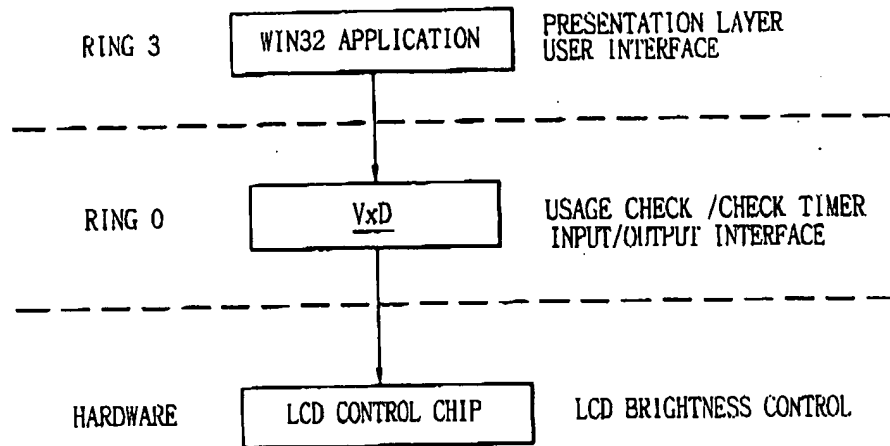 RING 3
WIN32 APPLICATION
PRESENTATION LAYER
USER INTERFACE
RING 0
VxD
USAGE CHECK /CHECK TIMER
INPUT/OUTPUT INTERFACE
HARDWARE
LCD CONTROL CHIP
LCD BRIGHTNESS CONTROL